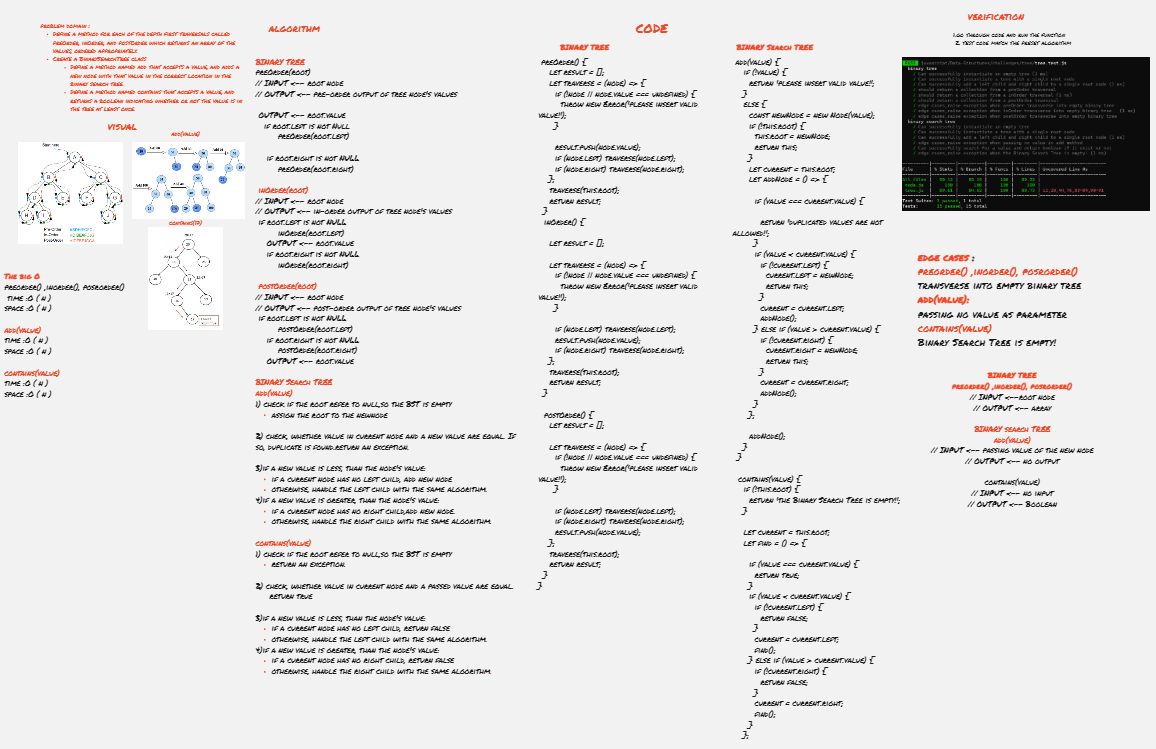 PROBLEM DOMAIN :
• DEFINE A METHOD FOR EACH OF THE DEPTH FIRST TRAVERSALS CALLED
PREORDER, INORDER, AND POSTORDER WHICH RETURNS AN ARRAY OF THE
VALUES, ORDERED APPROPRIATELY.
• CREATE A BINARYSEARCHTREE CLASS
• DEFINE A METHOD NAMED ADD THAT ACCEPTS A VALUE, AND ADDS A
NEW NODE WITH THAT VALUE IN THE CORRECT LOCATION IN THE
BINARY SEARCH TREE
• DEFINE A METHOD NAMED CONTAINS THAT ACCEPTS A VALUE, AND
RETURNS A BOOLEAN INDICATING WHETHER OR NOT THE VALUE IS IN
THE TREE AT LEAST ONCE.
VISUAL
ADD(VALUE)
CONTAINS(17)
Pre-Order
In-Order
Post-Order
THE BIG O
PREORDER() ,INORDER(), POSRORDER()
TIME :O ( N )
SPACE :O ( N )
ADD(VALUE)
TIME :O ( N )
SPACE :O ( N )
CONTAINS(VALUE)
TIME :O ( N )
SPACE :O ( N )
ALGORITHM
BINARY TREE
PREORDER(ROOT)
// INPUT <-- ROOT NODE
// OUTPUT <-- PRE-ORDER OUTPUT OF TREE NODE'S VALUES
OUTPUT <-- ROOT.VALUE
IF ROOT.LEFT IS NOT NULL
PREORDER(ROOT.LEFT)
IF ROOT.RIGHT IS NOT NULL
PREORDER(ROOT.RIGHT)
INORDER(ROOT)
// INPUT <-- ROOT NODE
// OUTPUT <-- IN-ORDER OUTPUT OF TREE NODE'S VALUES
IF ROOT.LEFT IS NOT NULL
INORDER(ROOT.LEFT)
OUTPUT <-- ROOT.VALUE
IF ROOT.RIGHT IS NOT NULL
INORDER(ROOT.RIGHT)
POSTORDER(ROOT)
// INPUT <-- ROOT NODE
// OUTPUT <-- POST-ORDER OUTPUT OF TREE NODE'S VALUES
IF ROOT.LEFT IS NOT NULL
POSTORDER(ROOT.LEFT)
IF ROOT.RIGHT IS NOT NULL
POSTORDER(ROOT.RIGHT)
OUTPUT <-- ROOT.VALUE
BINARY SEARCH TREE
ADD(VALUE)
1) CHECK IF THE ROOT REFER TO NULL,SO THE BST IS EMPTY
• ASSIGN THE ROOT TO THE NEWNODE
2) CHECK, WHETHER VALUE IN CURRENT NODE AND A NEW VALUE ARE EQUAL. IF
SO, DUPLICATE IS FOUND.RETURN AN EXCEPTION.
3)IF A NEW VALUE IS LESS, THAN THE NODE'S VALUE:
• IF A CURRENT NODE HAS NO LEFT CHILD, ADD NEW NODE
• OTHERWISE, HANDLE THE LEFT CHILD WITH THE SAME ALGORITHM.
4)IF A NEW VALUE IS GREATER, THAN THE NODE'S VALUE:
• IF A CURRENT NODE HAS NO RIGHT CHILD,ADD NEW NODE.
• OTHERWISE, HANDLE THE RIGHT CHILD WITH THE SAME ALGORITHM.
CONTAINS(VALUE)
1) CHECK IF THE ROOT REFER TO NULL,SO THE BST IS EMPTY
• RETURN AN EXCEPTION.
2) CHECK, WHETHER VALUE IN CURRENT NODE AND A PASSED VALUE ARE EQUAL.
RETURN TRUE
3)IF A NEW VALUE IS LESS, THAN THE NODE'S VALUE:
• IF A CURRENT NODE HAS NO LEFT CHILD, RETURN FALSE
• OTHERWISE, HANDLE THE LEFT CHILD WITH THE SAME ALGORITHM.
4)IF A NEW VALUE IS GREATER, THAN THE NODE'S VALUE:
• IF A CURRENT NODE HAS NO RIGHT CHILD, RETURN FALSE
• OTHERWISE, HANDLE THE RIGHT CHILD WITH THE SAME ALGORITHM.
CODE
BINARY TREE
PREORDER() {
LET RESULT = [];
LET TRAVERSE = (NODE) => {
IF (!NODE || NODE.VALUE === UNDEFINED) {
THROW NEW ERROR('PLEASE INSERT VALID
VALUE!!');
}
RESULT.PUSH(NODE.VALUE);
IF (NODE.LEFT) TRAVERSE(NODE.LEFT);
IF (NODE.RIGHT) TRAVERSE(NODE.RIGHT);
};
TRAVERSE(THIS.ROOT);
RETURN RESULT;
}
INORDER() {
LET RESULT = [];
LET TRAVERSE = (NODE) => {
IF (!NODE || NODE.VALUE === UNDEFINED) {
THROW NEW ERROR('PLEASE INSERT VALID
VALUE!!');
}
IF (NODE.LEFT) TRAVERSE(NODE.LEFT);
RESULT.PUSH(NODE.VALUE);
IF (NODE.RIGHT) TRAVERSE(NODE.RIGHT);
};
TRAVERSE(THIS.ROOT);
RETURN RESULT;
}
POSTORDER() {
LET RESULT = [];
LET TRAVERSE = (NODE) => {
IF (!NODE || NODE.VALUE === UNDEFINED) {
THROW NEW ERROR('PLEASE INSERT VALID
VALUE!!');
}
IF (NODE.LEFT) TRAVERSE(NODE.LEFT);
IF (NODE.RIGHT) TRAVERSE(NODE.RIGHT);
RESULT.PUSH(NODE.VALUE);
};
TRAVERSE(THIS.ROOT);
RETURN RESULT;
}
}
BINARY SEARCH TREE
ADD(VALUE) {
IF (!VALUE) {
RETURN 'PLEASE INSERT VALID VALUE!!';
}
ELSE {
CONST NEWNODE = NEW NODE(VALUE);
IF (!THIS.ROOT) {
THIS.ROOT = NEWNODE;
RETURN THIS;
}
LET CURRENT = THIS.ROOT;
LET ADDNODE = () => {
IF (VALUE === CURRENT.VALUE) {
RETURN 'DUPLICATED VALUES ARE NOT
ALLOWED!!';
}
IF (VALUE < CURRENT.VALUE) {
IF (!CURRENT.LEFT) {
CURRENT.LEFT = NEWNODE;
RETURN THIS;
}
CURRENT = CURRENT.LEFT;
ADDNODE();
} ELSE IF (VALUE > CURRENT.VALUE) {
IF (!CURRENT.RIGHT) {
CURRENT.RIGHT = NEWNODE;
RETURN THIS;
}
CURRENT = CURRENT.RIGHT;
ADDNODE();
}
};
ADDNODE();
}
}
CONTAINS(VALUE) {
IF (!THIS.ROOT) {
RETURN 'THE BINARY SEARCH TREE IS EMPTY!!';
}
LET CURRENT = THIS.ROOT;
LET FIND = () => {
IF (VALUE === CURRENT.VALUE) {
RETURN TRUE;
}
IF (VALUE < CURRENT.VALUE) {
IF (!CURRENT.LEFT) {
RETURN FALSE;
}
CURRENT = CURRENT.LEFT;
FIND();
} ELSE IF (VALUE > CURRENT.VALUE) {
IF (!CURRENT.RIGHT) {
RETURN FALSE;
}
CURRENT = CURRENT.RIGHT;
FIND();
}
};
VERIFICATION
1.GO THROUGH CODE AND RUN THE FUNCTION
2. TEST CODE MATCH THE PRESET ALGORITHM
binary tree
binary search tree
EDGE CASES :
PREORDER() ,INORDER(), POSRORDER()
TRANSVERSE INTO EMPTY BINARY TREE
ADD(VALUE):
PASSING NO VALUE AS PARAMETER
CONTAINS(VALUE)
BINARY SEARCH TREE IS EMPTY!
BINARY TREE
PREORDER() ,INORDER(), POSRORDER()
// INPUT <--ROOT NODE
// OUTPUT <-- ARRAY
BINARY SEARCH TREE
ADD(VALUE)
// INPUT <-- PASSING VALUE OF THE NEW NODE
// OUTPUT <-- NO OUTPUT
CONTAINS(VALUE)
// INPUT <-- NO INPUT
// OUTPUT <-- BOOLEAN